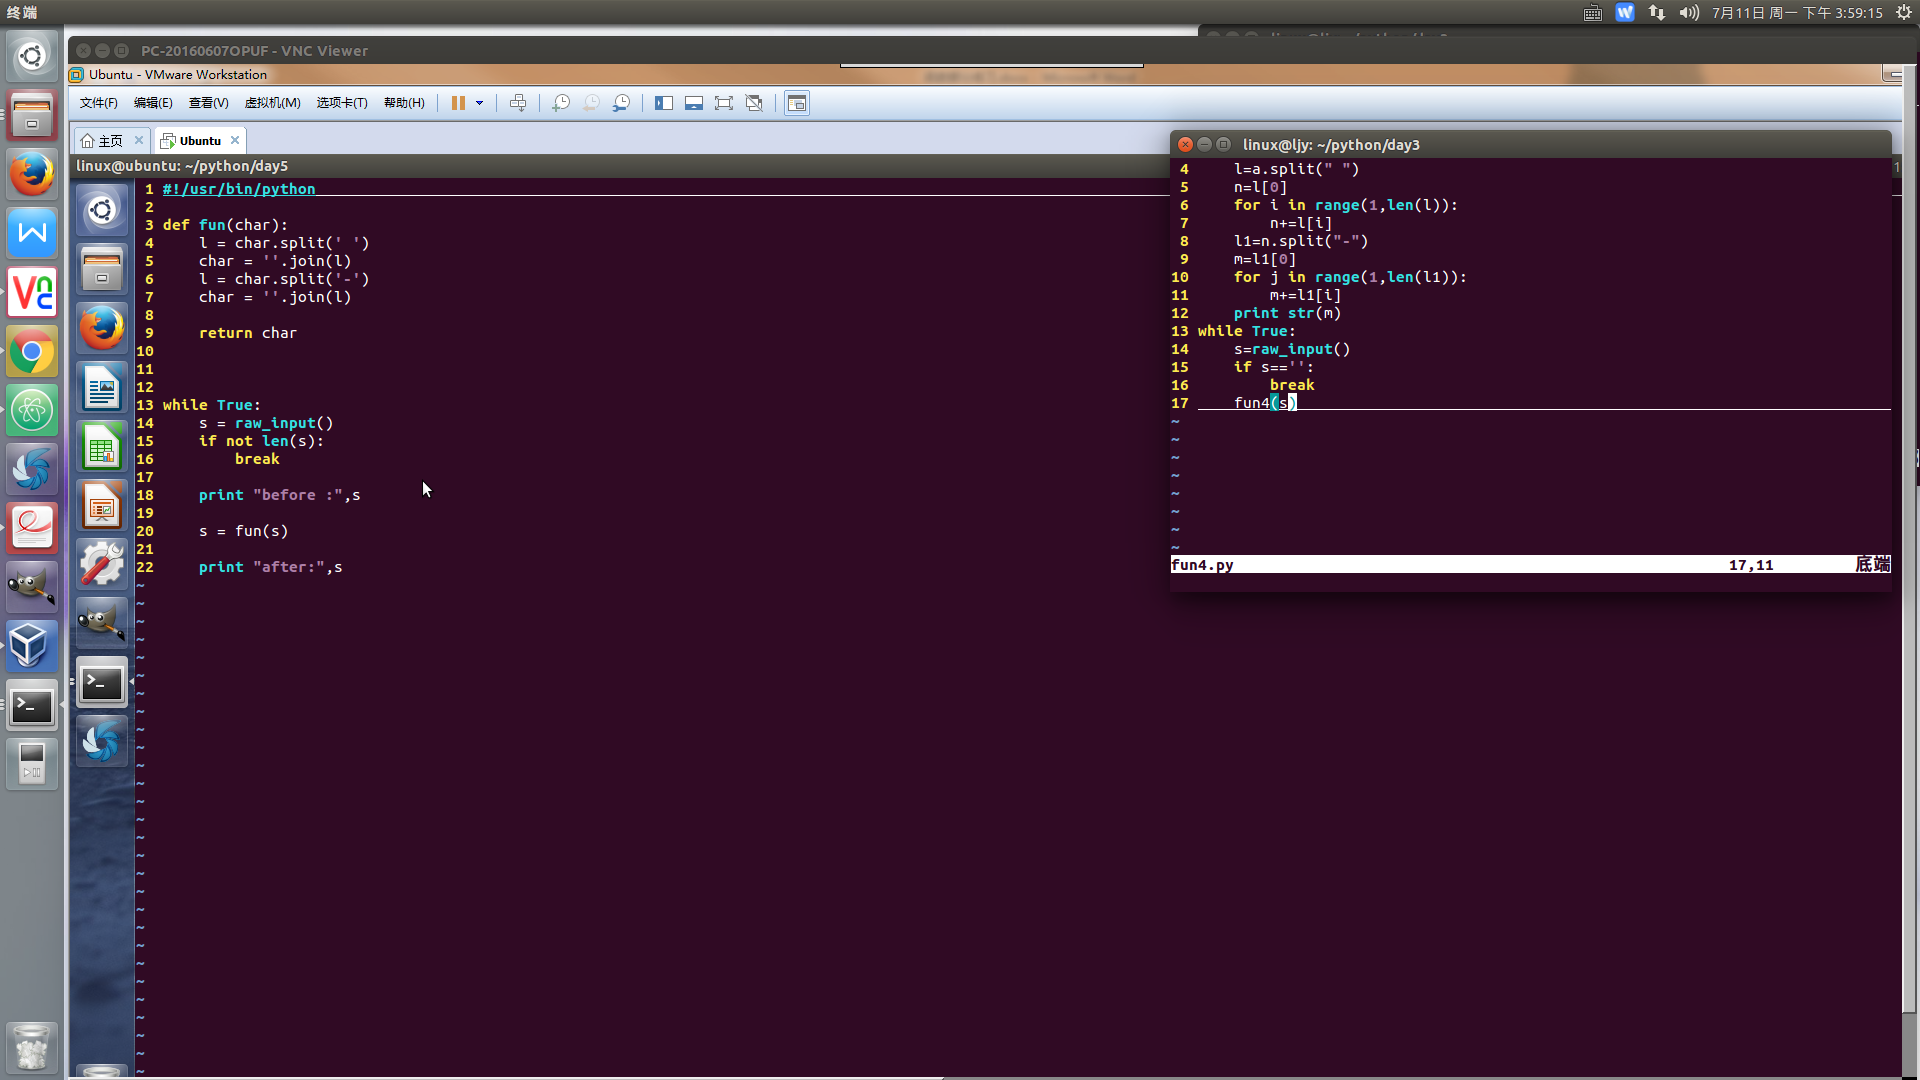 终端
7月11日 周一 下午 3:59:15
PC-20160607OPUF - VNC Viewer
Ubuntu - VMware Workstation
文件(F) 编辑(E) 查看(V) 虚拟机(M) 选项卡(T) 帮助(H)
主页
Ubuntu
linux@ubuntu: ~/python/day5
1 #!/usr/bin/python
2
3 def fun(char):
4     l = char.split(' ')
5     char = ''.join(l)
6     l = char.split('-')
7     char = ''.join(l)
8
9     return char
10
11
12
13 while True:
14     s = raw_input()
15     if not len(s):
16         break
17
18     print "before :",s
19
20     s = fun(s)
21
22     print "after:",s
linux@ljy: ~/python/day3
4     l=a.split(" ")
5     n=l[0]
6     for i in range(1,len(l)):
7         n+=l[i]
8     l1=n.split("-")
9     m=l1[0]
10     for j in range(1,len(l1)):
11         m+=l1[i]
12     print str(m)
13 while True:
14     s=raw_input()
15     if s=='':
16         break
17     fun4(s)
~
~
~
~
~
~
~
~
fun4.py 17,11 底端